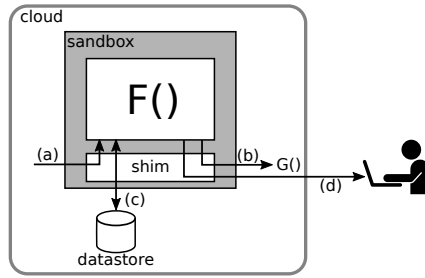 cloud
sandbox
F()
(a)
shim
(b)
G()
(c)
(d)
datastore